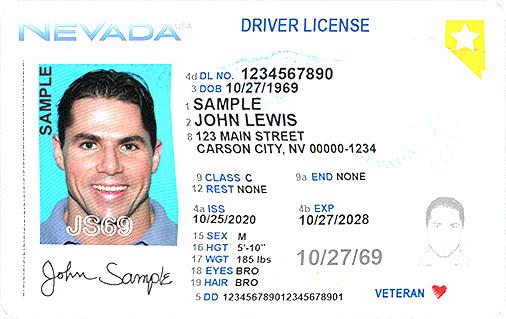 NEVADA USA DRIVER LICENSE
SAMPLE
4d DL NO. 1234567890
3 DOB 10/27/1969
1 SAMPLE
2 JOHN LEWIS
8 123 MAIN STREET
CARSON CITY, NV 00000-1234
9 CLASS C 9a END NONE
12 REST NONE
4a ISS 4b EXP
10/25/2020 10/27/2028
15 SEX M
16 HGT 5'-10"
17 WGT 185 lbs
18 EYES BRO
19 HAIR BRO
5 DD 123456789012345678901
JS69
John Sample
10/27/69
VETERAN